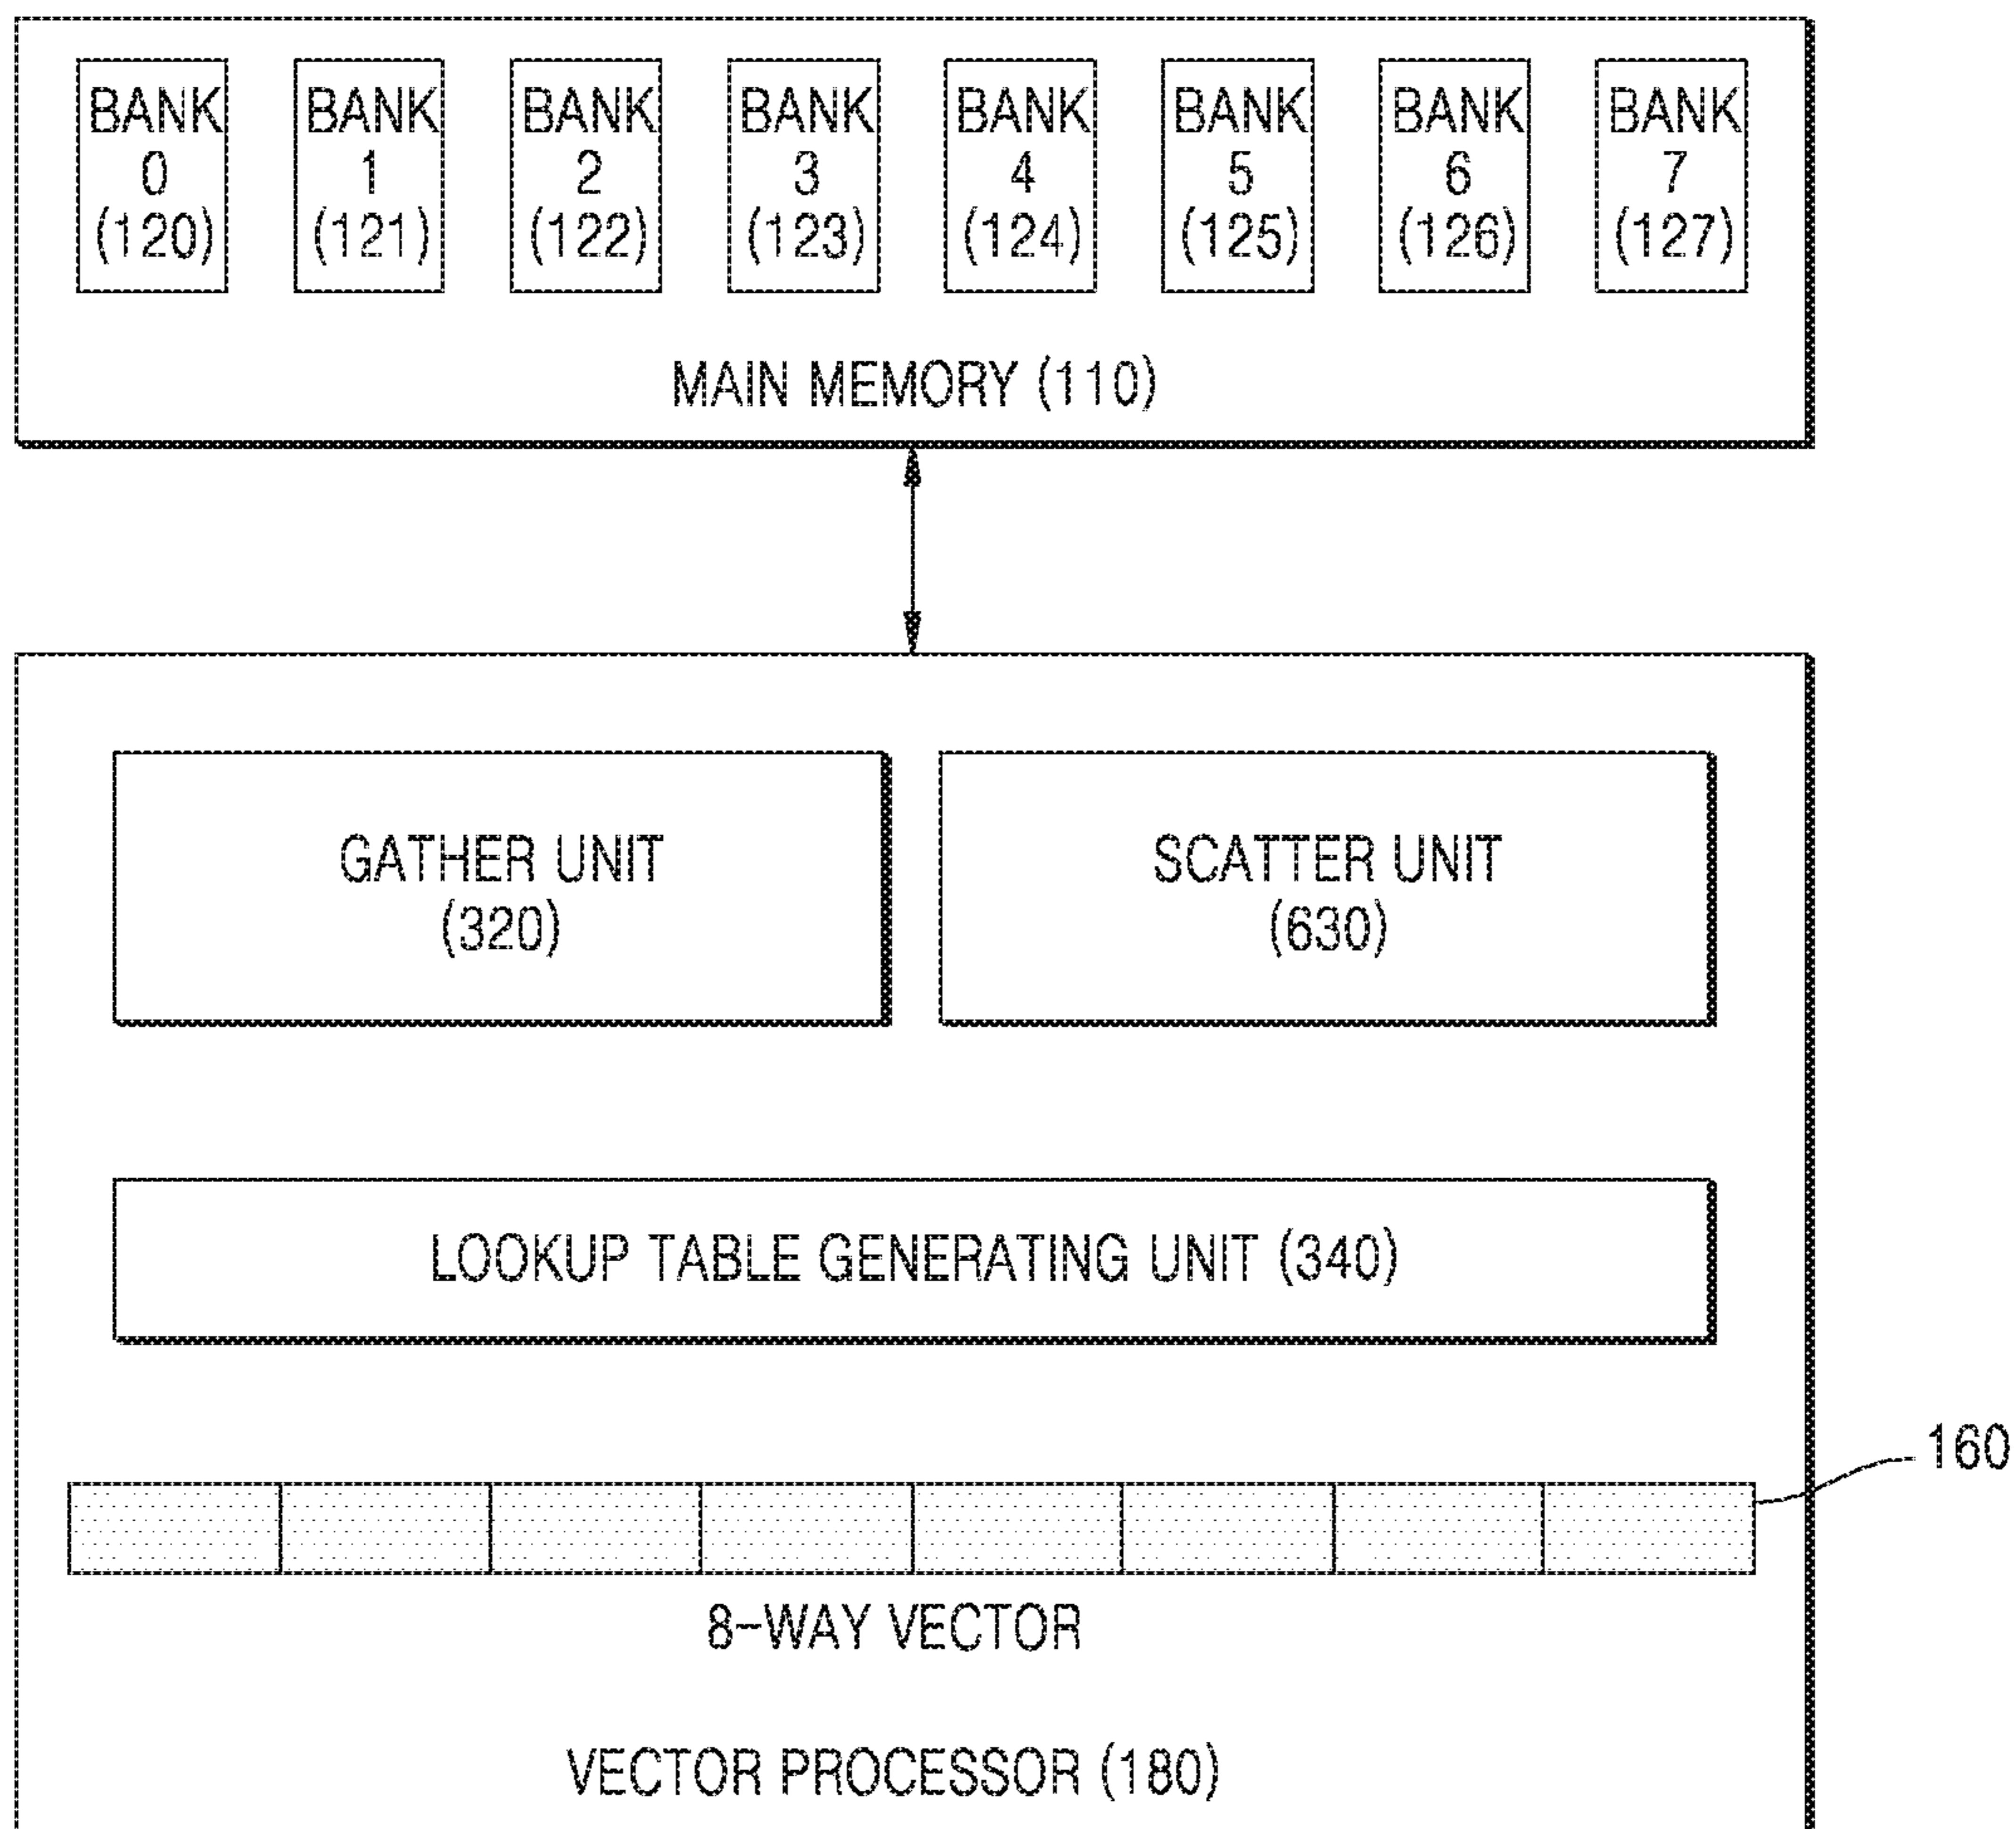 BANK
0
(120)
BANK
1
(121)
BANK
2
(122)
BANK
3
(123)
BANK
4
(124)
BANK
5
(125)
BANK
6
(126)
BANK
7
(127)
MAIN MEMORY (110)
GATHER UNIT
(320)
SCATTER UNIT
(630)
LOOKUP TABLE GENERATING UNIT (340)
160
8-WAY VECTOR
VECTOR PROCESSOR (180)